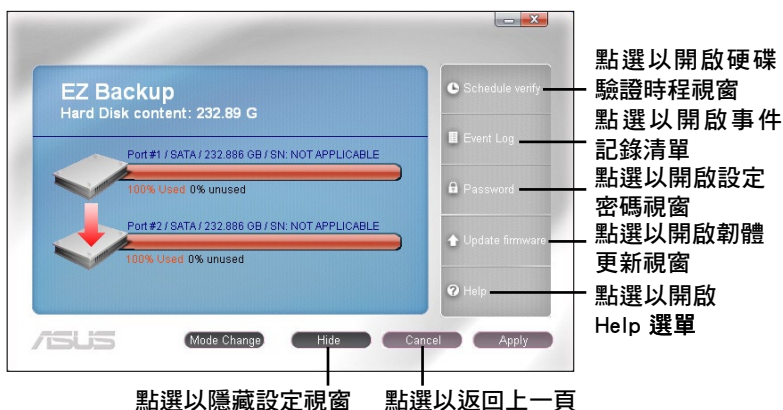 EZ Backup
Hard Disk content: 232.89 G
Port#1 / SATA / 232.886 GB / SN: NOT APPLICABLE
100% Used 0% unused
Port#2 / SATA / 232.886 GB / SN: NOT APPLICABLE
100% Used 0% unused
Schedule verify
Event Log
Password
Update firmware
Help
點選以開啟硬碟
驗證時程視窗
點選以開啟事件
記錄清單
點選以開啟設定
密碼視窗
點選以開啟韌體
更新視窗
點選以開啟
Help 選單
ASUS
Mode Change
Hide
Cancel
Apply
點選以隱藏設定視窗
點選以返回上一頁